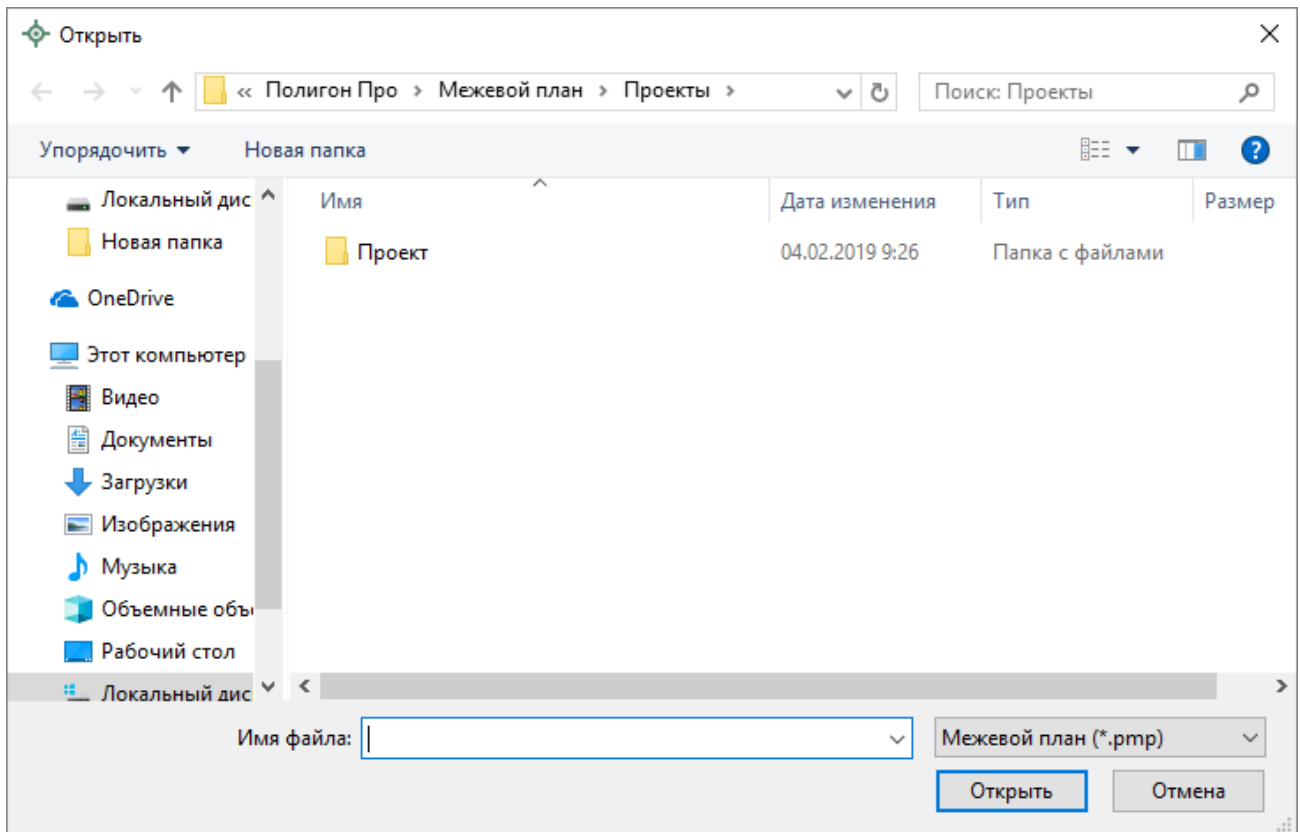 Открыть
« Полигон Про › Межевой план › Проекты ›
Поиск: Проекты
Упорядочить
Новая папка
Локальный дис
Новая папка
OneDrive
Этот компьютер
Видео
Документы
Загрузки
Изображения
Музыка
Объемные объ
Рабочий стол
Локальный дис
Имя Дата изменения Тип Размер
Проект 04.02.2019 9:26 Папка с файлами
Имя файла:
Межевой план (*.pmp)
Открыть
Отмена